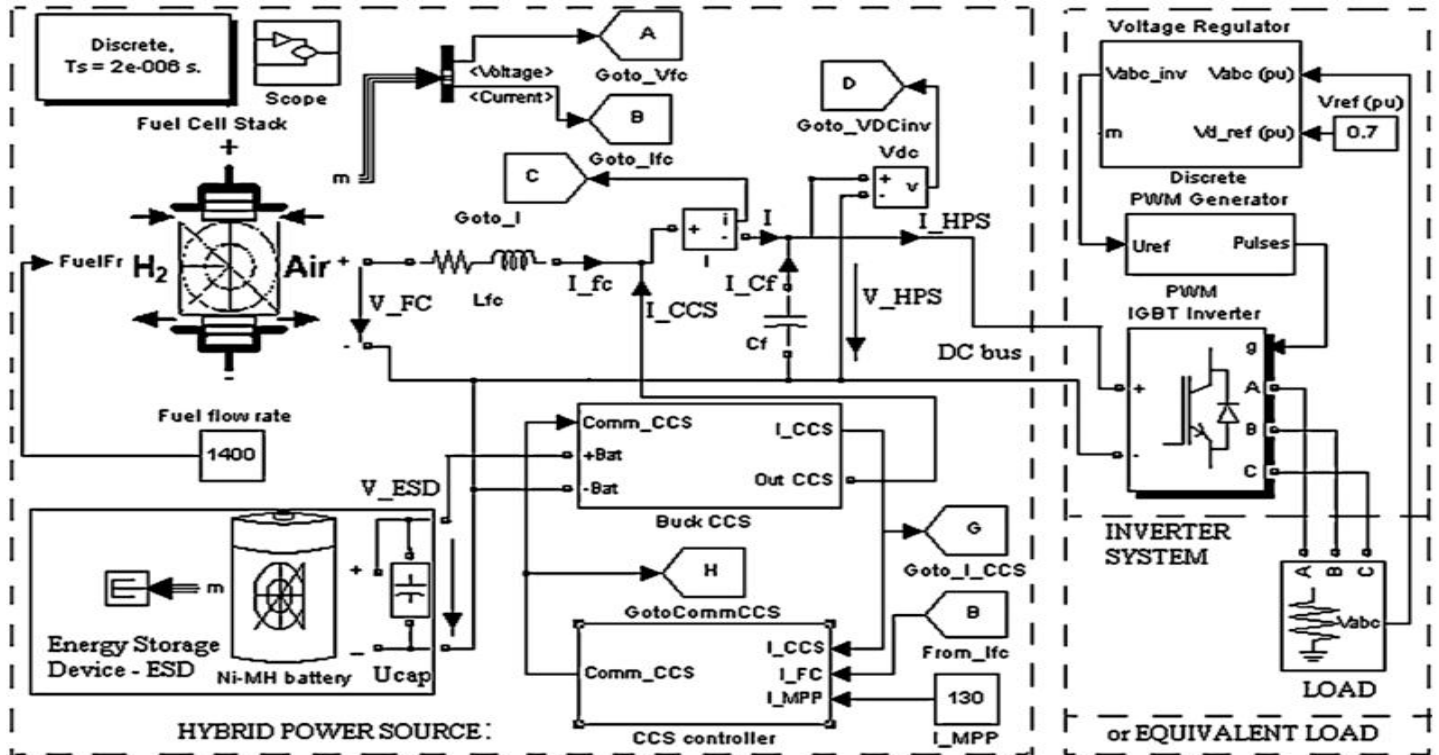 Discrete,
Ts = 2e-006 s.
Scope
Fuel Cell Stack
+
<Voltage>
<Current>
A
Goto_Vfc
B
Goto_Ifc
m
C
Goto_I
D
Goto_VDCinv
Vdc
+
-
v
FuelFr
H2
Air
+
-
-
V_FC
Lfc
I_fc
I_CCS
+
i
-
I
I
I_Cf
Cf
I_HPS
V_HPS
DC bus
Fuel flow rate
1400
Comm_CCS
+Bat
-Bat
I_CCS
Out CCS
Buck CCS
V_ESD
G
Goto_I_CCS
H
GotoCommCCS
B
From_Ifc
Comm_CCS
I_CCS
I_FC
I_MPP
CCS controller
130
I_MPP
m
+
-
Energy Storage
Device - ESD
Ni-MH battery
Ucap
HYBRID POWER SOURCE:
Voltage Regulator
Vabc_inv
Vabc (pu)
m
Vd_ref (pu)
Vref (pu)
0.7
Discrete
PWM Generator
Uref
Pulses
PWM
IGBT Inverter
g
+
-
A
B
C
INVERTER
SYSTEM
A
B
C
Vabc
LOAD
or EQUIVALENT LOAD